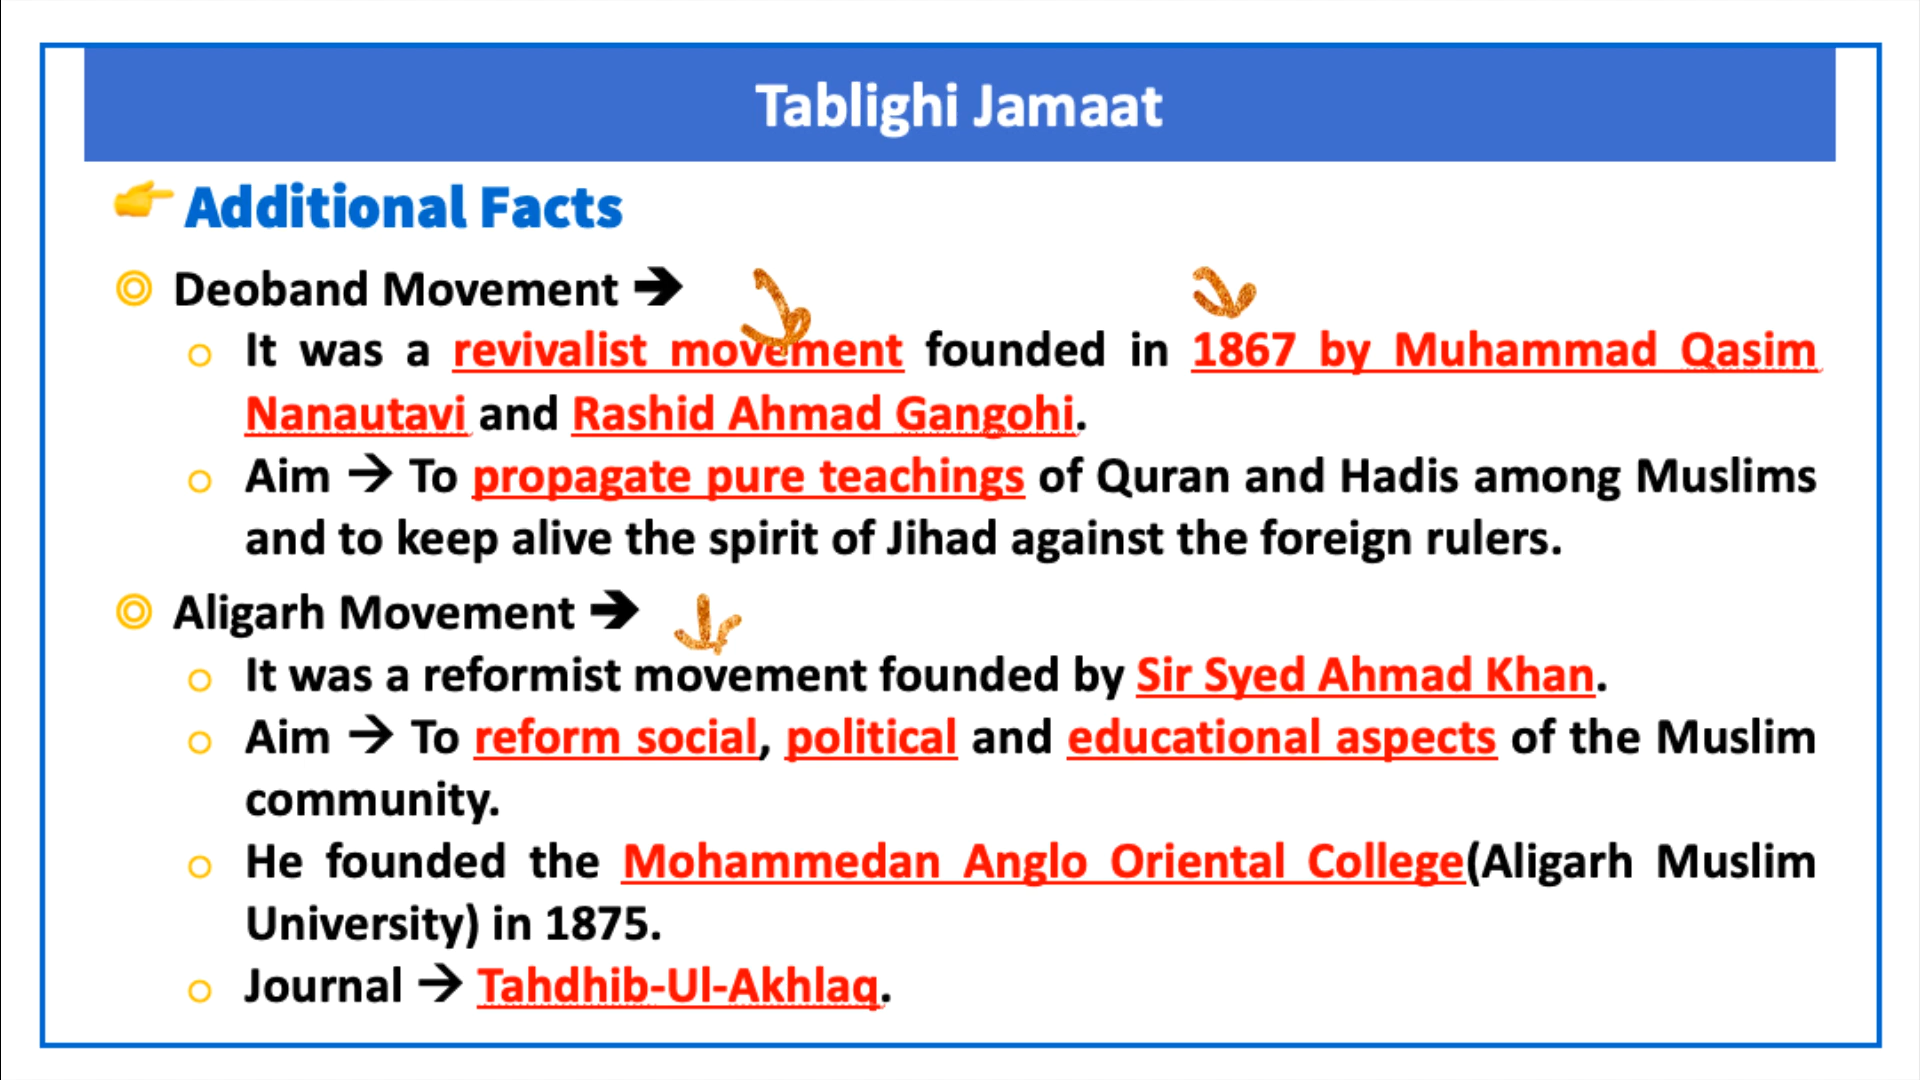 Tablighi Jamaat
Additional Facts
Deoband Movement →
It was a revivalist movement founded in 1867 by Muhammad Qasim
Nanautavi and Rashid Ahmad Gangohi.
Aim → To propagate pure teachings of Quran and Hadis among Muslims
and to keep alive the spirit of Jihad against the foreign rulers.
Aligarh Movement →
It was a reformist movement founded by Sir Syed Ahmad Khan.
Aim → To reform social, political and educational aspects of the Muslim
community.
He founded the Mohammedan Anglo Oriental College(Aligarh Muslim
University) in 1875.
Journal → Tahdhib-Ul-Akhlaq.